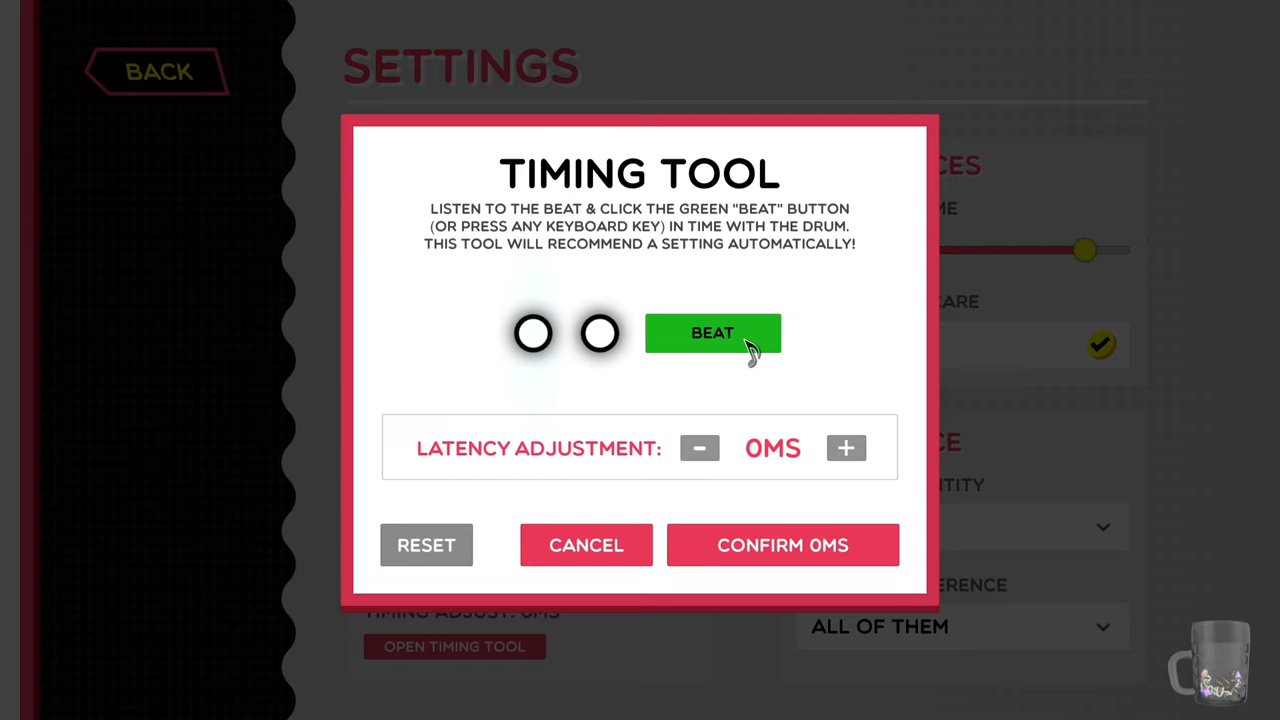 BACK
SETTINGS
TIMING TOOL
LISTEN TO THE BEAT & CLICK THE GREEN "BEAT" BUTTON
(OR PRESS ANY KEYBOARD KEY) IN TIME WITH THE DRUM.
THIS TOOL WILL RECOMMEND A SETTING AUTOMATICALLY!
BEAT
LATENCY ADJUSTMENT: - 0MS +
RESET
CANCEL
CONFIRM 0MS
TIMING ADJUST: 0MS
OPEN TIMING TOOL
CES
ME
CARE
CE
TITY
ERENCE
ALL OF THEM